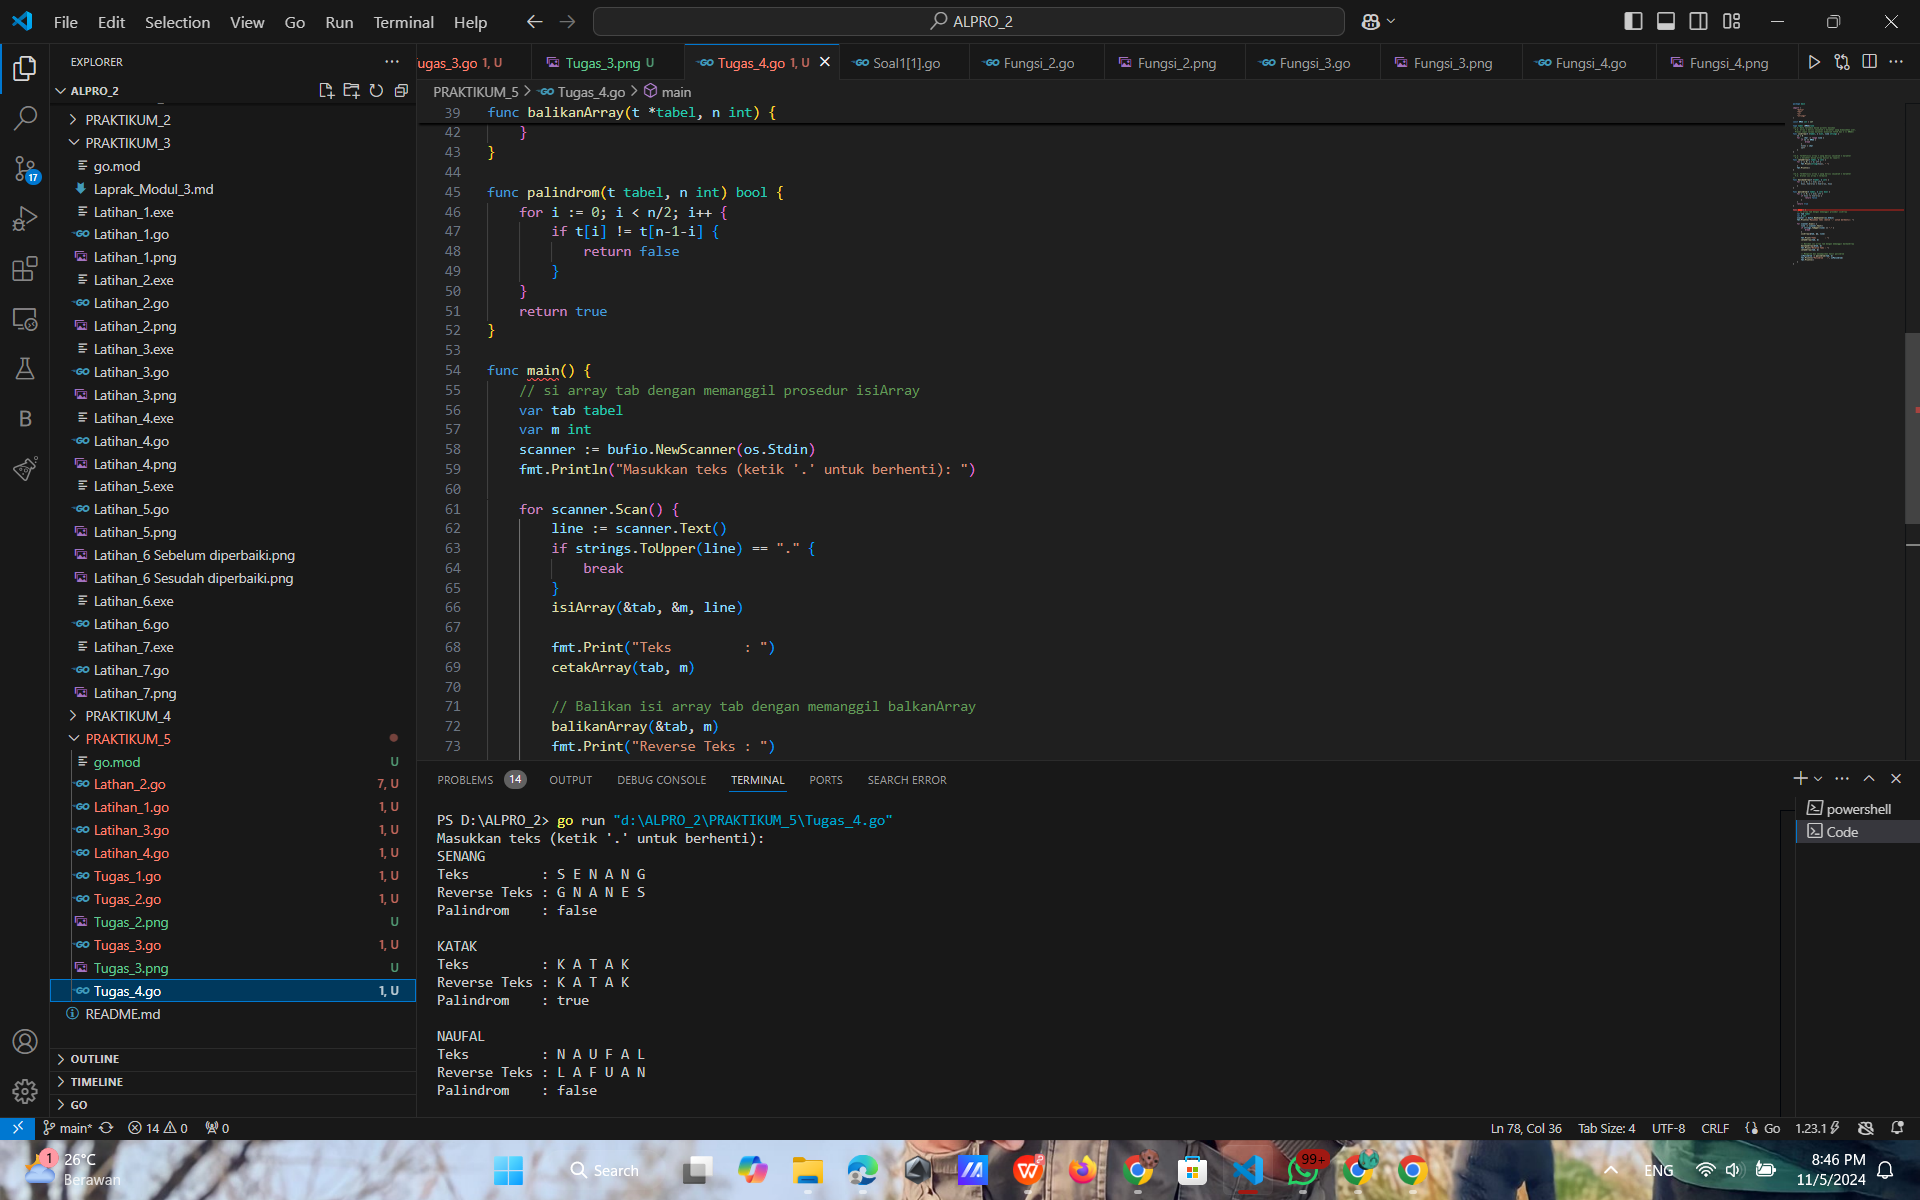 File Edit Selection View Go Run Terminal Help
ALPRO_2
EXPLORER
ALPRO_2
PRAKTIKUM_2
PRAKTIKUM_3
go.mod
Laprak_Modul_3.md
Latihan_1.exe
Latihan_1.go
Latihan_1.png
Latihan_2.exe
Latihan_2.go
Latihan_2.png
Latihan_3.exe
Latihan_3.go
Latihan_3.png
Latihan_4.exe
Latihan_4.go
Latihan_4.png
Latihan_5.exe
Latihan_5.go
Latihan_5.png
Latihan_6 Sebelum diperbaiki.png
Latihan_6 Sesudah diperbaiki.png
Latihan_6.exe
Latihan_6.go
Latihan_7.exe
Latihan_7.go
Latihan_7.png
PRAKTIKUM_4
PRAKTIKUM_5
go.mod U
Lathan_2.go 7, U
Latihan_1.go 1, U
Latihan_3.go 1, U
Latihan_4.go 1, U
Tugas_1.go 1, U
Tugas_2.go 1, U
Tugas_2.png U
Tugas_3.go 1, U
Tugas_3.png U
Tugas_4.go 1, U
README.md
OUTLINE
TIMELINE
GO
17
B
ugas_3.go 1, U Tugas_3.png U Tugas_4.go 1, U Soal1[1].go Fungsi_2.go Fungsi_2.png Fungsi_3.go Fungsi_3.png Fungsi_4.go Fungsi_4.png
PRAKTIKUM_5 > Tugas_4.go > main
39 func balikanArray(t *tabel, n int) {
42 }
43 }
44
45 func palindrom(t tabel, n int) bool {
46 for i := 0; i < n/2; i++ {
47 if t[i] != t[n-1-i] {
48 return false
49 }
50 }
51 return true
52 }
53
54 func main() {
55 // si array tab dengan memanggil prosedur isiArray
56 var tab tabel
57 var m int
58 scanner := bufio.NewScanner(os.Stdin)
59 fmt.Println("Masukkan teks (ketik '.' untuk berhenti): ")
60
61 for scanner.Scan() {
62 line := scanner.Text()
63 if strings.ToUpper(line) == "." {
64 break
65 }
66 isiArray(&tab, &m, line)
67
68 fmt.Print("Teks         : ")
69 cetakArray(tab, m)
70
71 // Balikan isi array tab dengan memanggil balkanArray
72 balikanArray(&tab, m)
73 fmt.Print("Reverse Teks : ")
PROBLEMS 14 OUTPUT DEBUG CONSOLE TERMINAL PORTS SEARCH ERROR
powershell
Code
PS D:\ALPRO_2> go run "d:\ALPRO_2\PRAKTIKUM_5\Tugas_4.go"
Masukkan teks (ketik '.' untuk berhenti):
SENANG
Teks         : S E N A N G
Reverse Teks : G N A N E S
Palindrom    : false
KATAK
Teks         : K A T A K
Reverse Teks : K A T A K
Palindrom    : true
NAUFAL
Teks         : N A U F A L
Reverse Teks : L A F U A N
Palindrom    : false
main* 14 0 0 Ln 78, Col 36 Tab Size: 4 UTF-8 CRLF Go 1.23.1
1 26°C
Berawan
Search
99+
ENG
8:46 PM
11/5/2024